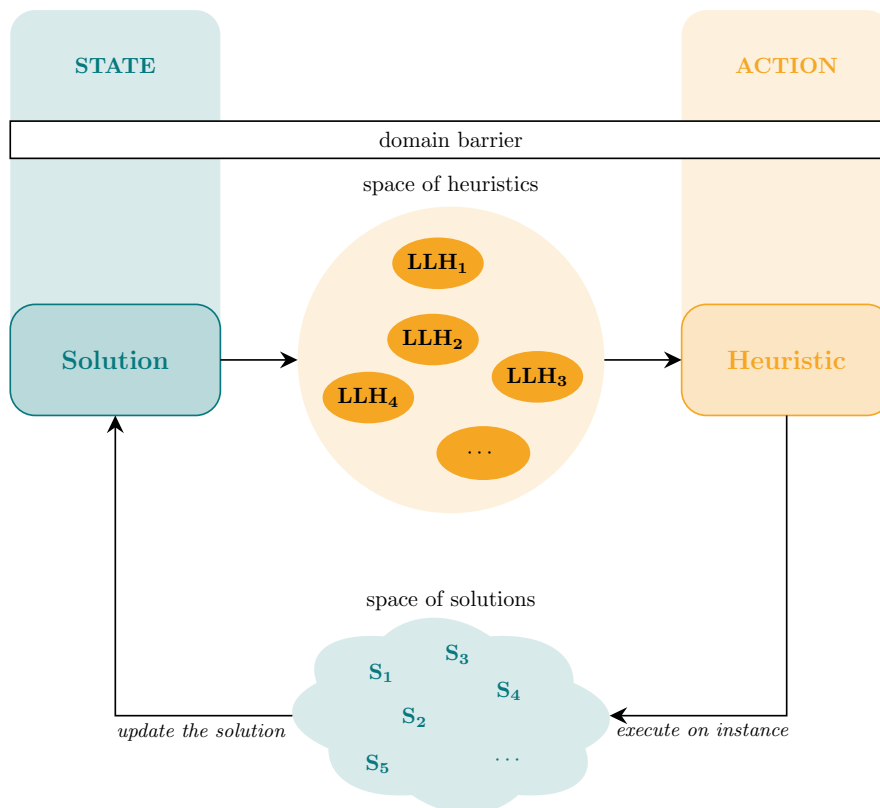 STATE
ACTION
domain barrier
space of heuristics
LLH₁
LLH₂
LLH₃
LLH₄
...
Solution
Heuristic
space of solutions
S₃
S₁
S₄
S₂
S₅
...
update the solution
execute on instance